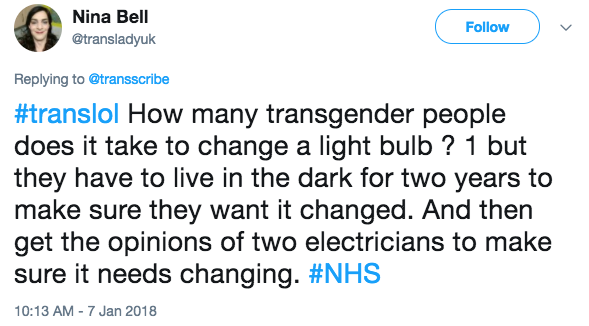 Nina Bell
@transladyuk
Follow
Replying to @transscribe
#translol How many transgender people
does it take to change a light bulb ? 1 but
they have to live in the dark for two years to
make sure they want it changed. And then
get the opinions of two electricians to make
sure it needs changing. #NHS
10:13 AM - 7 Jan 2018